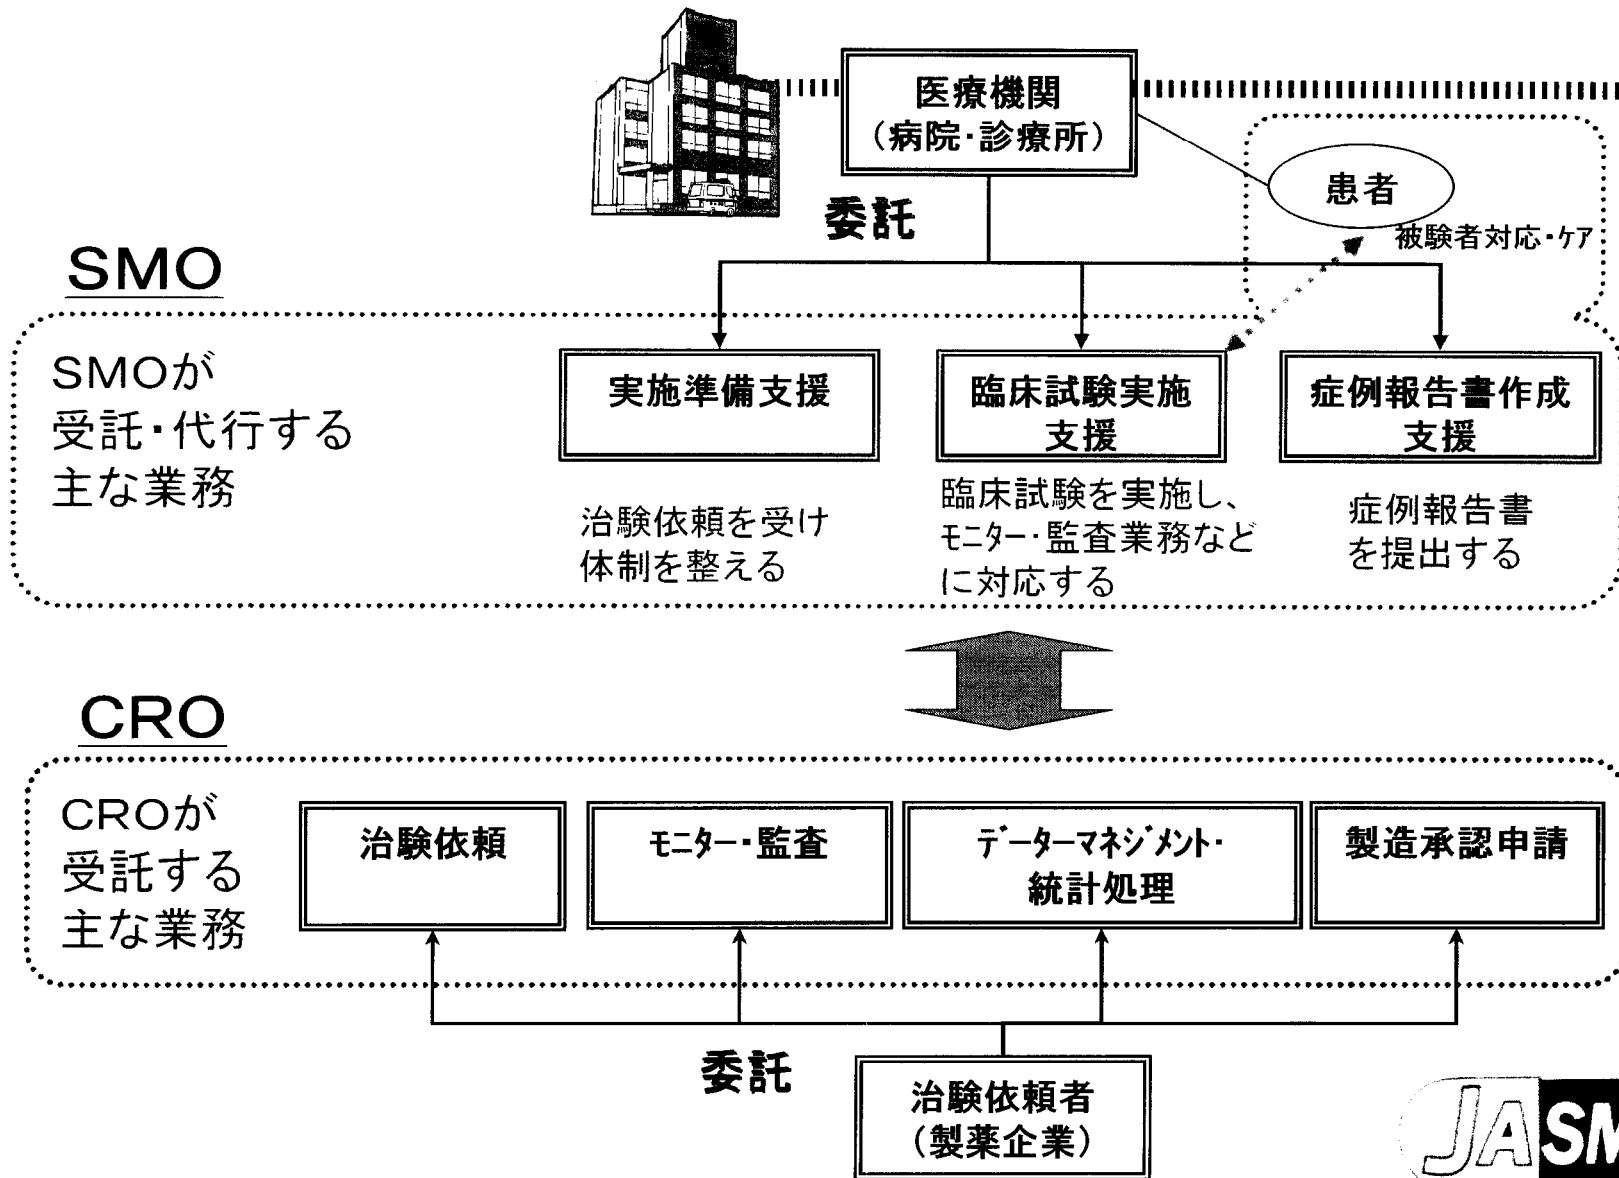 医療機関
（病院・診療所）
患者
委託
被験者対応・ケア
SMO
SMOが
受託・代行する
主な業務
実施準備支援
臨床試験実施
支援
症例報告書作成
支援
治験依頼を受け
体制を整える
臨床試験を実施し、
モニター・監査業務など
に対応する
症例報告書
を提出する
CRO
CROが
受託する
主な業務
治験依頼
モニター・監査
データーマネジメント・
統計処理
製造承認申請
委託
治験依頼者
（製薬企業）
JASM